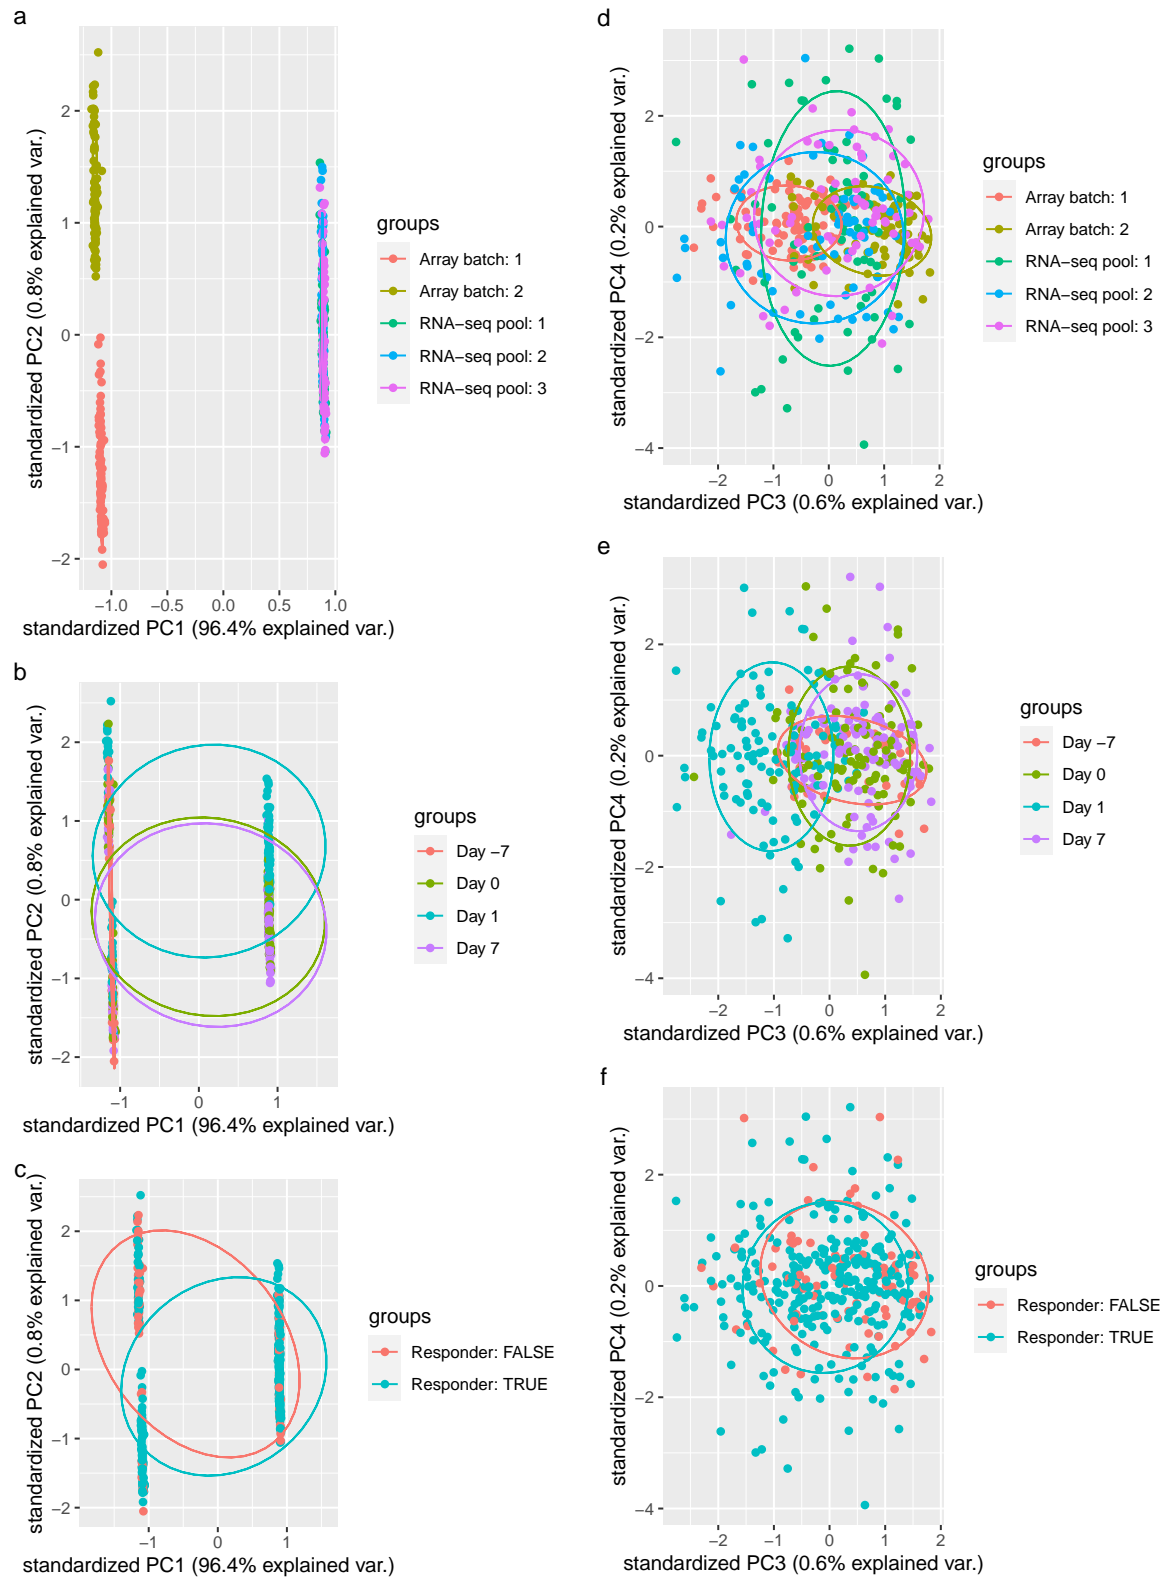 a
standardized PC2 (0.8% explained var.)
2
1
0
−1
−2
−1.0 −0.5 0.0 0.5 1.0
standardized PC1 (96.4% explained var.)
groups
Array batch: 1
Array batch: 2
RNA−seq pool: 1
RNA−seq pool: 2
RNA−seq pool: 3
b
standardized PC2 (0.8% explained var.)
2
1
0
−1
−2
−1 0 1
standardized PC1 (96.4% explained var.)
groups
Day −7
Day 0
Day 1
Day 7
c
standardized PC2 (0.8% explained var.)
2
1
0
−1
−2
−1 0 1
standardized PC1 (96.4% explained var.)
groups
Responder: FALSE
Responder: TRUE
d
standardized PC4 (0.2% explained var.)
2
0
−2
−4
−2 −1 0 1 2
standardized PC3 (0.6% explained var.)
groups
Array batch: 1
Array batch: 2
RNA−seq pool: 1
RNA−seq pool: 2
RNA−seq pool: 3
e
standardized PC4 (0.2% explained var.)
2
0
−2
−4
−2 −1 0 1 2
standardized PC3 (0.6% explained var.)
groups
Day −7
Day 0
Day 1
Day 7
f
standardized PC4 (0.2% explained var.)
2
0
−2
−4
−2 −1 0 1 2
standardized PC3 (0.6% explained var.)
groups
Responder: FALSE
Responder: TRUE